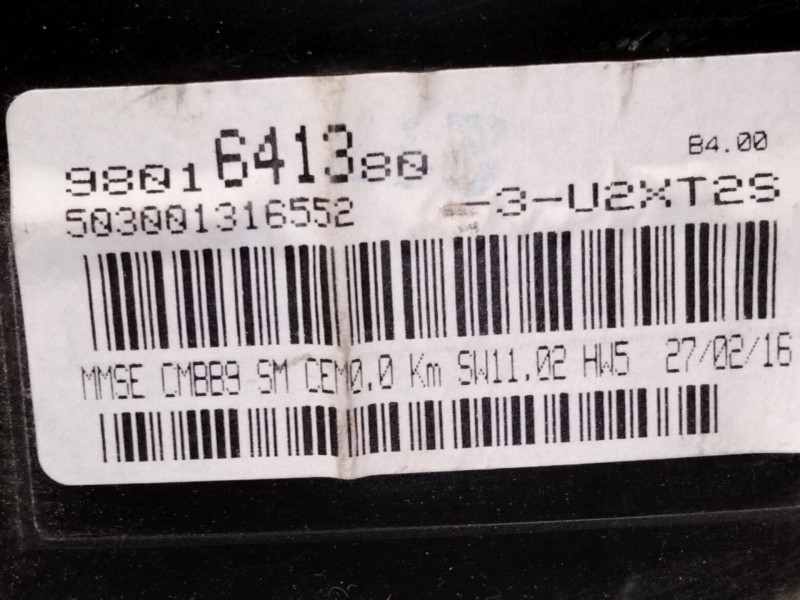 9801641380 B4.00
503001316552 -3-U2XT2S
MMSE CMBB9 SM CEM0.0 Km SW11.02 HW5 27/02/16